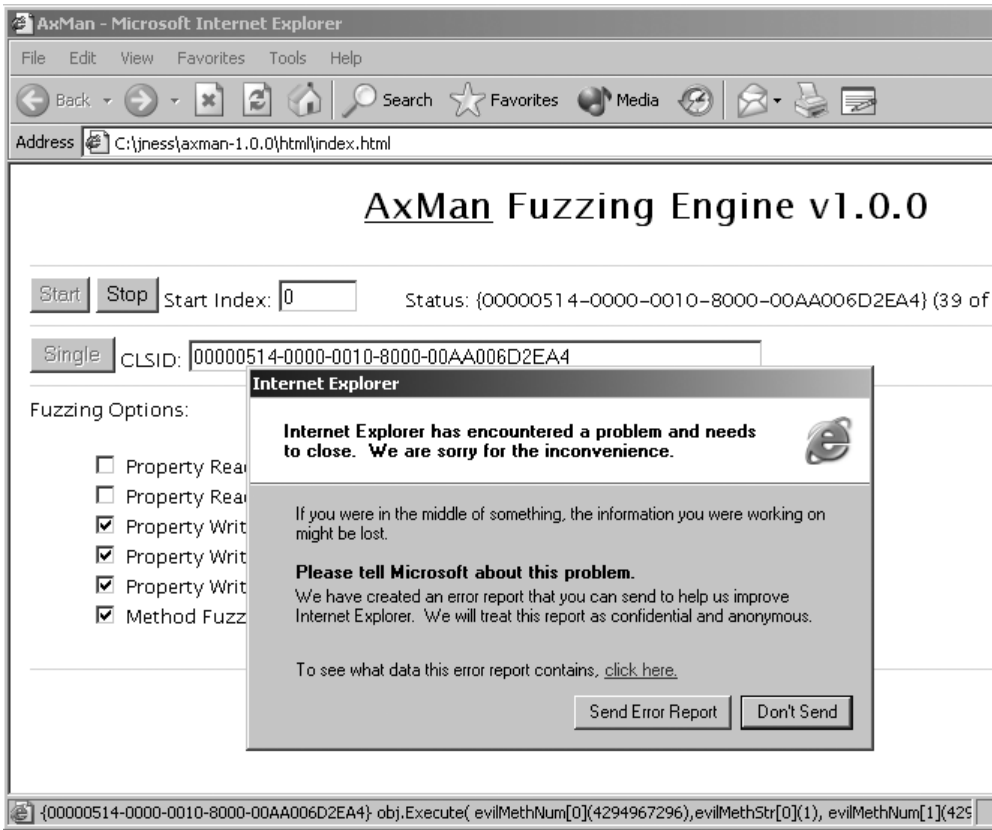 AxMan - Microsoft Internet Explorer
File Edit View Favorites Tools Help
Back Search Favorites Media
Address C:\jness\axman-1.0.0\html\index.html
AxMan Fuzzing Engine v1.0.0
Start Stop Start Index: 0 Status: {00000514-0000-0010-8000-00AA006D2EA4} (39 of
Single CLSID: 00000514-0000-0010-8000-00AA006D2EA4
Internet Explorer
Fuzzing Options:
Internet Explorer has encountered a problem and needs
to close. We are sorry for the inconvenience.
Property Rea
Property Rea
Property Writ
Property Writ
Property Writ
Method Fuzz
If you were in the middle of something, the information you were working on
might be lost.
Please tell Microsoft about this problem.
We have created an error report that you can send to help us improve
Internet Explorer. We will treat this report as confidential and anonymous.
To see what data this error report contains, click here.
Send Error Report Don't Send
{00000514-0000-0010-8000-00AA006D2EA4} obj.Execute( evilMethNum[0](4294967296),evilMethStr[0](1), evilMethNum[1](429